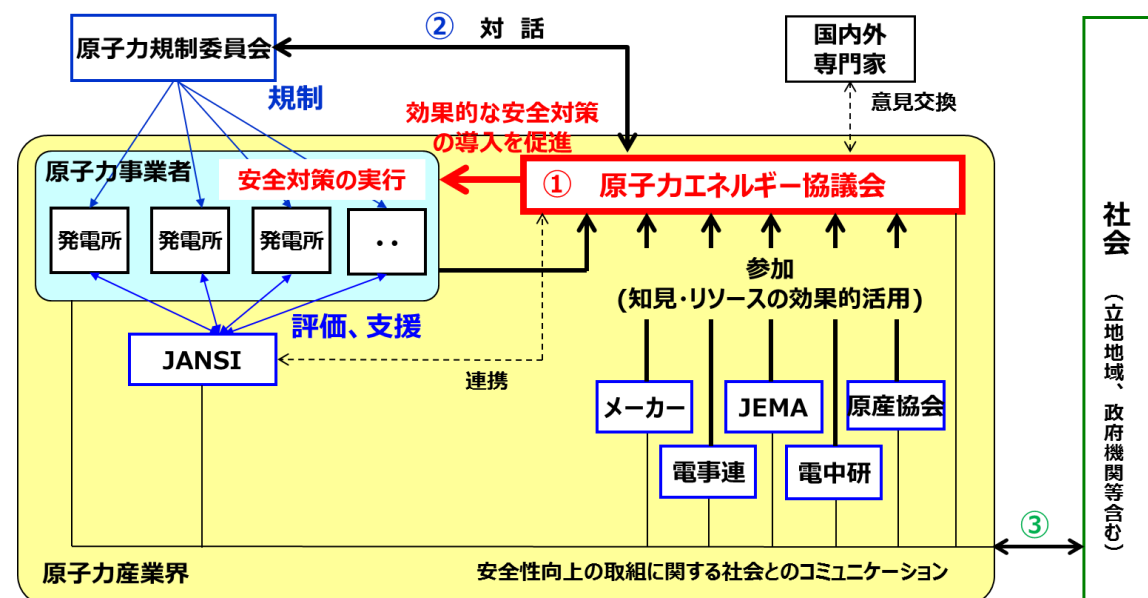 原子力規制委員会
② 対 話
国内外
専門家
規制
意見交換
効果的な安全対策
の導入を促進
原子力事業者
安全対策の実行
① 原子力エネルギー協議会
発電所
発電所
発電所
・・
参加
(知見・リソースの効果的活用)
評価、支援
JANSI
連携
メーカー
JEMA
原産協会
電事連
電中研
社会
（立地地域、政府機関等含む）
③
原子力産業界
安全性向上の取組に関する社会とのコミュニケーション